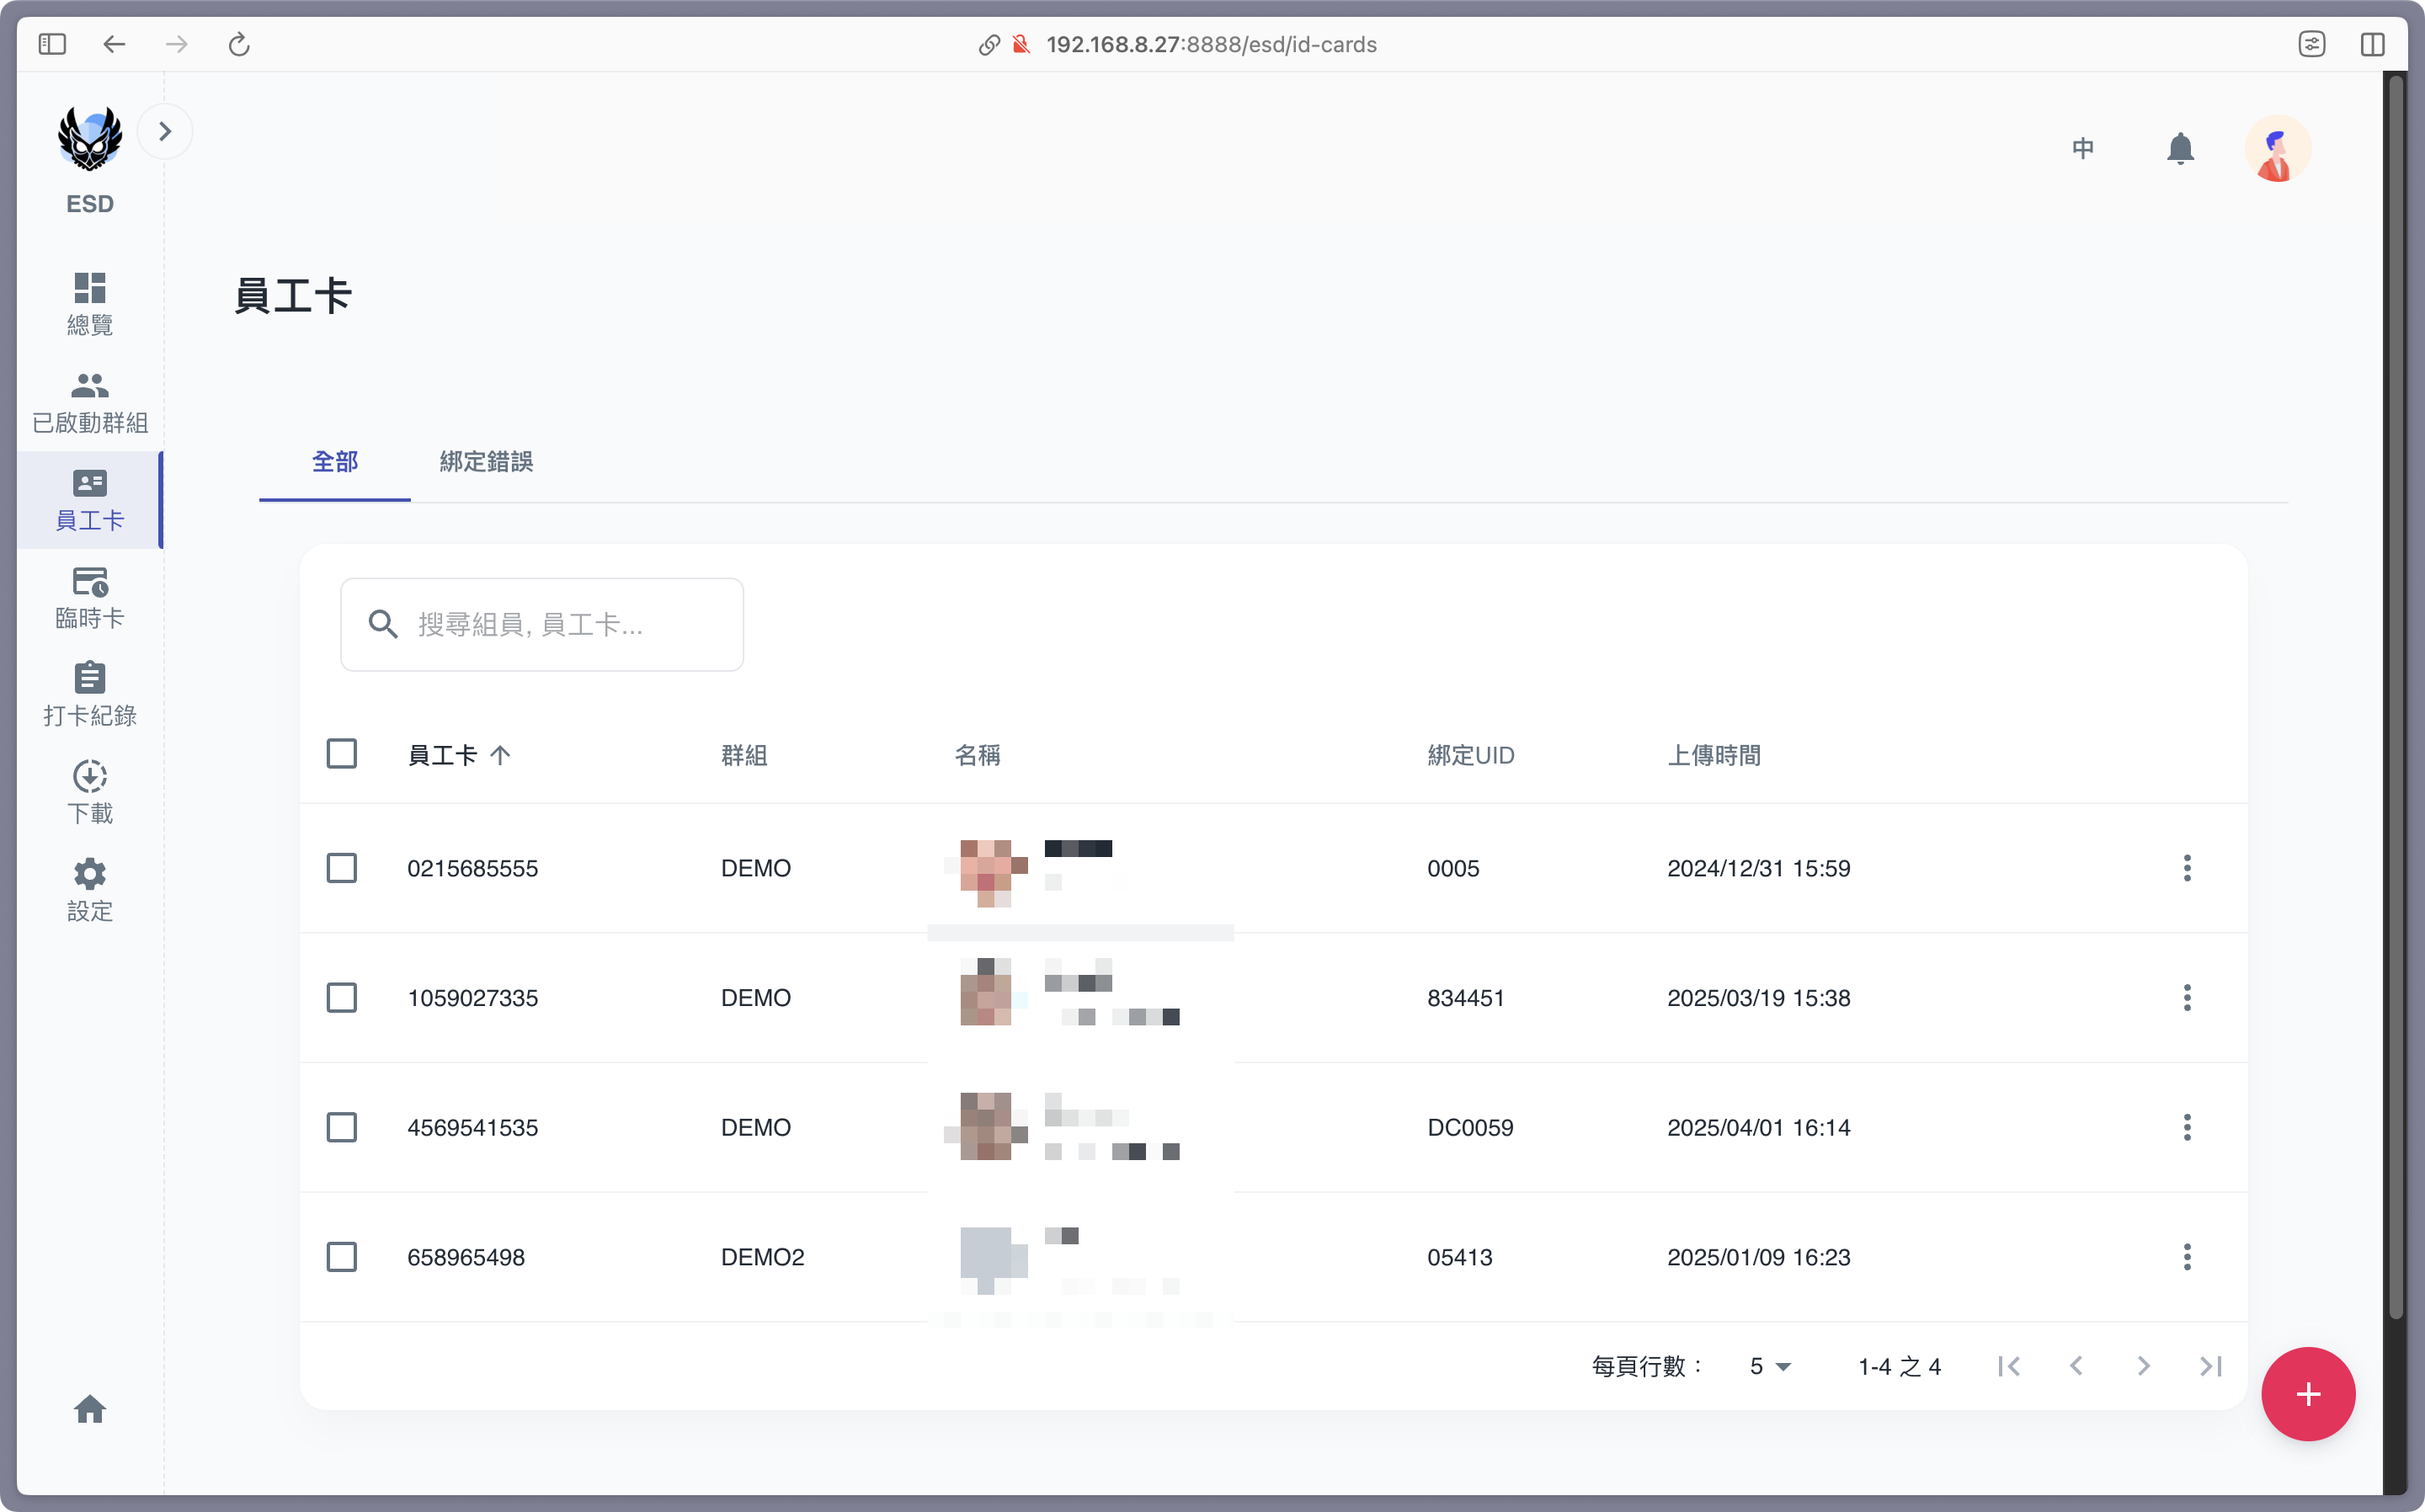 192.168.8.27:8888/esd/id-cards
ESD
中
總覽
已啟動群組
員工卡
臨時卡
打卡紀錄
下載
設定
員工卡
全部 綁定錯誤
搜尋組員, 員工卡...
員工卡 群組 名稱 綁定UID 上傳時間
0215685555 DEMO 0005 2024/12/31 15:59
1059027335 DEMO 834451 2025/03/19 15:38
4569541535 DEMO DC0059 2025/04/01 16:14
658965498 DEMO2 05413 2025/01/09 16:23
每頁行數： 5 1-4 之 4